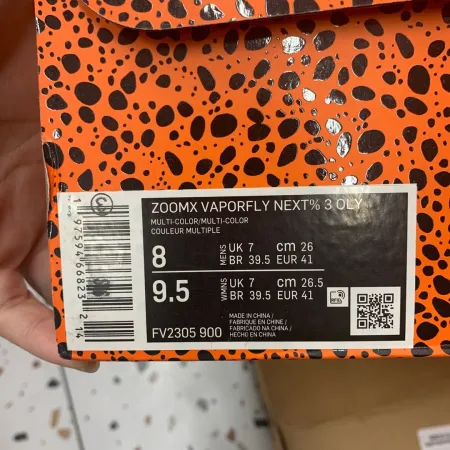 ZOOMX VAPORFLY NEXT% 3 OLY
MULTI-COLOR/MULTI-COLOR
COULEUR MULTIPLE
8 MENS UK 7 cm 26
BR 39.5 EUR 41
9.5 WMNS UK 7 cm 26.5
BR 39.5 EUR 41
MADE IN CHINA /
FABRIQUE EN CHINE /
FABRICADO EN CHINA /
HECHO EN CHINA
FV2305 900